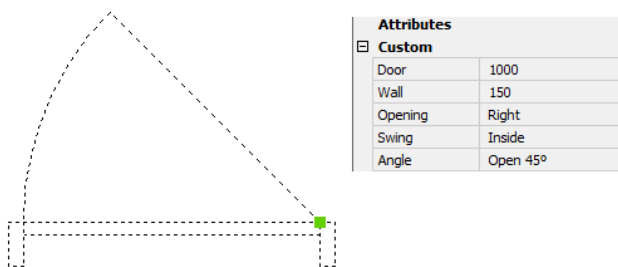 Attributes
Custom
Door 1000
Wall 150
Opening Right
Swing Inside
Angle Open 45º